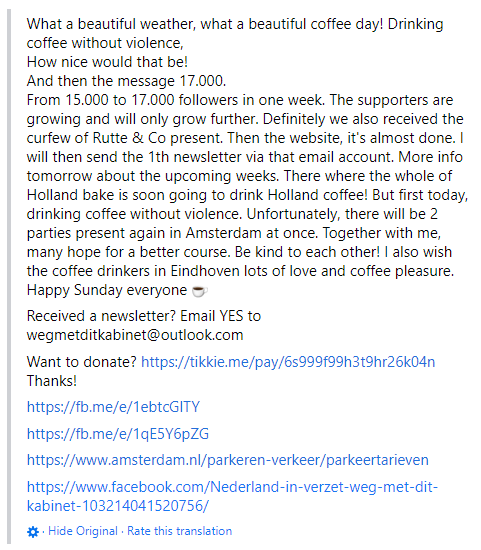 What a beautiful weather, what a beautiful coffee day! Drinking
coffee without violence,
How nice would that be!
And then the message 17.000.
From 15.000 to 17.000 followers in one week. The supporters are
growing and will only grow further. Definitely we also received the
curfew of Rutte & Co present. Then the website, it's almost done. I
will then send the 1th newsletter via that email account. More info
tomorrow about the upcoming weeks. There where the whole of
Holland bake is soon going to drink Holland coffee! But first today,
drinking coffee without violence. Unfortunately, there will be 2
parties present again in Amsterdam at once. Together with me,
many hope for a better course. Be kind to each other! I also wish
the coffee drinkers in Eindhoven lots of love and coffee pleasure.
Happy Sunday everyone ☕
Received a newsletter? Email YES to
wegmetditkabinet@outlook.com
Want to donate? https://tikkie.me/pay/6s999f99h3t9hr26k04n
Thanks!
https://fb.me/e/1ebtcGlTY
https://fb.me/e/1qE5Y6pZG
https://www.amsterdam.nl/parkeren-verkeer/parkeertarieven
https://www.facebook.com/Nederland-in-verzet-weg-met-dit-
kabinet-103214041520756/
· Hide Original · Rate this translation